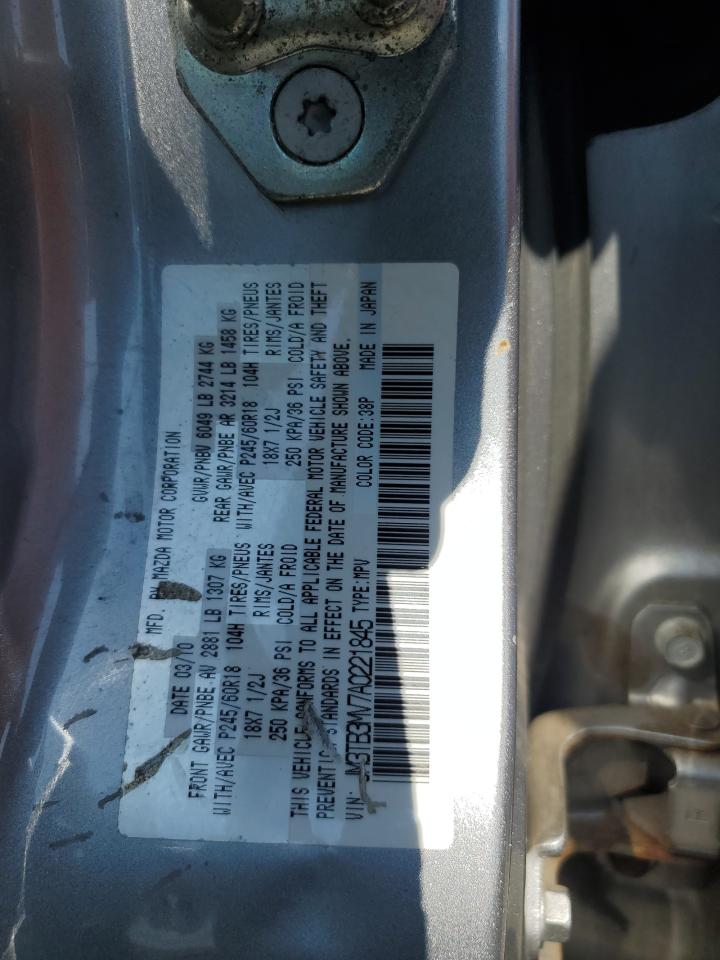 MFD. BY MAZDA MOTOR CORPORATION
DATE 03/10 GVWR/PNBV 6049 LB 2744 KG
FRONT GAWR/PNBE AV 2881 LB 1307 KG REAR GAWR/PNBE AR 3214 LB 1458 KG
WITH/AVEC P245/60R18 104H TIRES/PNEUS WITH/AVEC P245/60R18 104H TIRES/PNEUS
18X7 1/2J RIMS/JANTES 18X7 1/2J RIMS/JANTES
250 KPA/36 PSI COLD/A FROID 250 KPA/36 PSI COLD/A FROID
THIS VEHICLE CONFORMS TO ALL APPLICABLE FEDERAL MOTOR VEHICLE SAFETY AND THEFT
PREVENTION STANDARDS IN EFFECT ON THE DATE OF MANUFACTURE SHOWN ABOVE.
VIN: JM3TB3MV7A0221845 TYPE:MPV COLOR CODE:38P MADE IN JAPAN